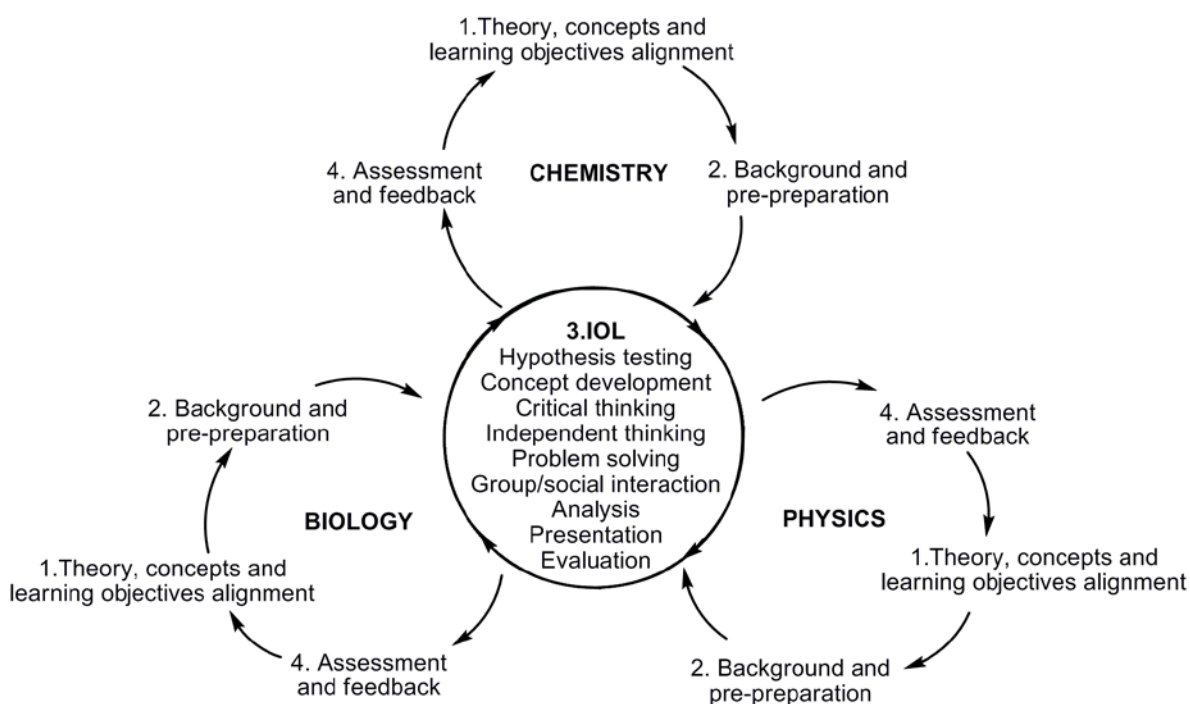 1.Theory, concepts and
learning objectives alignment
4. Assessment
and feedback
CHEMISTRY
2. Background and
pre-preparation
3.IOL
Hypothesis testing
Concept development
Critical thinking
Independent thinking
Problem solving
Group/social interaction
Analysis
Presentation
Evaluation
2. Background and
pre-preparation
BIOLOGY
1.Theory, concepts and
learning objectives alignment
4. Assessment
and feedback
4. Assessment
and feedback
PHYSICS
1.Theory, concepts and
learning objectives alignment
2. Background and
pre-preparation